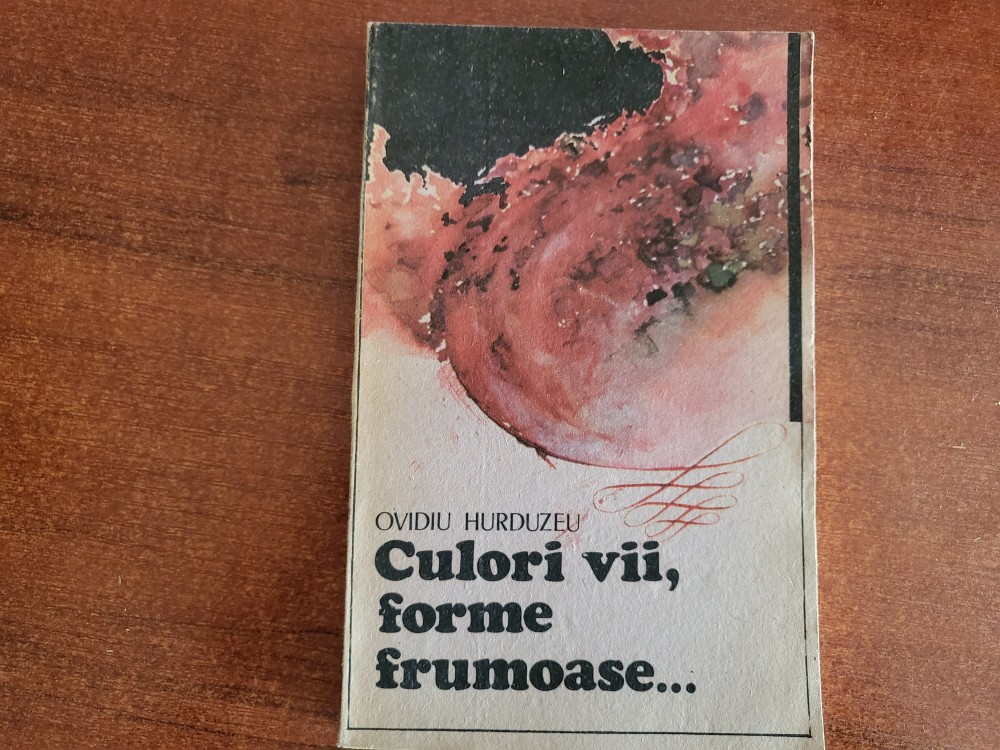 OVIDIU HURDUZEU
Culori vii,
forme
frumoase...